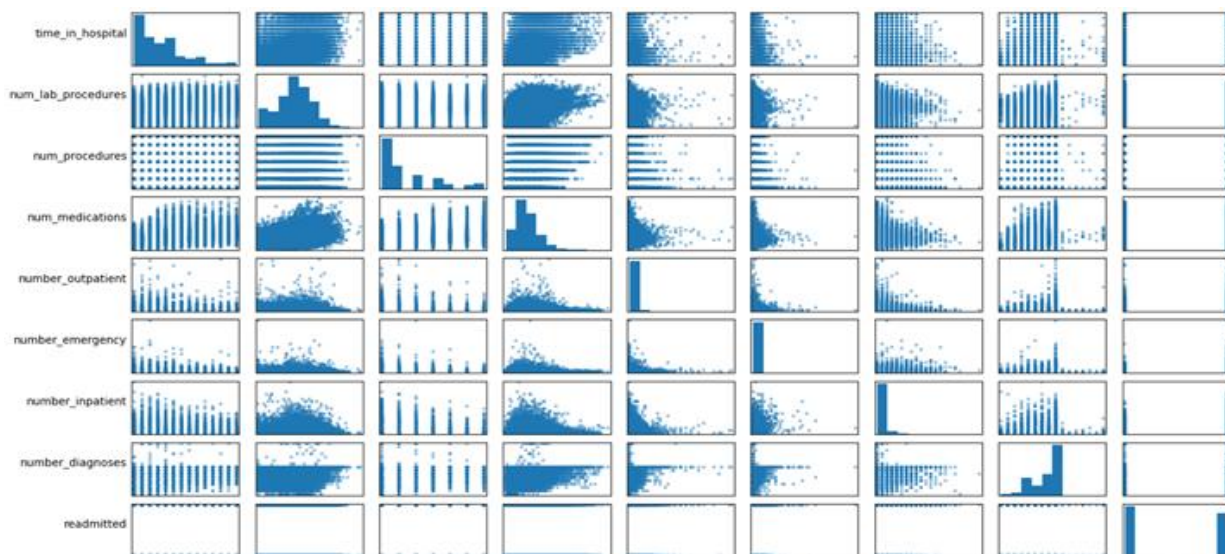 time_in_hospital
num_lab_procedures
num_procedures
num_medications
number_outpatient
number_emergency
number_inpatient
number_diagnoses
readmitted